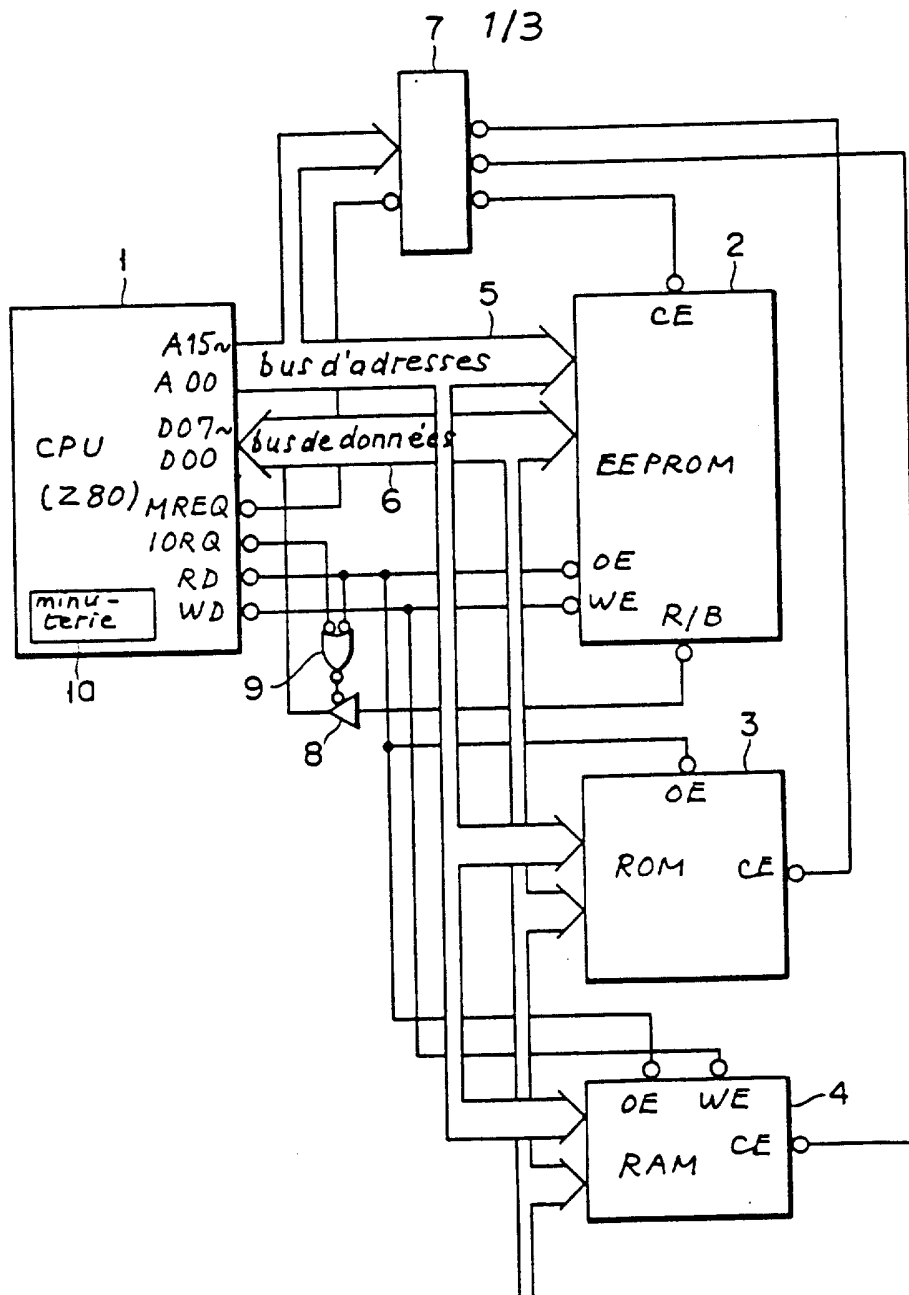 1/3
7
1
2
5
CE
A15~
A00
bus d'adresses
D07~
D00
bus de données
CPU
(Z80)
EEPROM
6
MREQ
IORQ
RD
WD
OE
WE
R/B
minu-
terie
1a
9
8
3
OE
ROM
CE
4
OE WE
CE
RAM